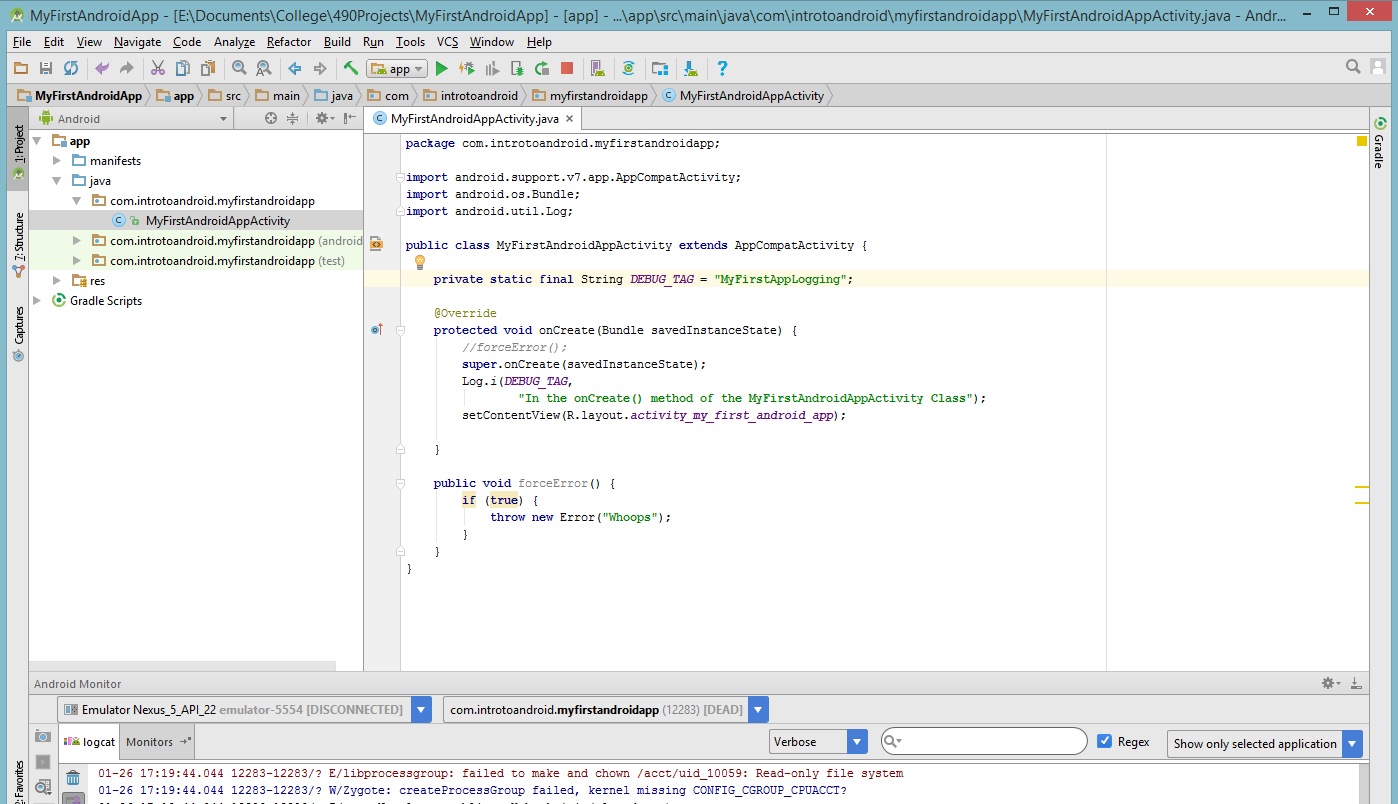 MyFirstAndroidApp - [E:\Documents\College\490Projects\MyFirstAndroidApp] - [app] - ...\app\src\main\java\com\introtoandroid\myfirstandroidapp\MyFirstAndroidAppActivity.java - Andr...
File Edit View Navigate Code Analyze Refactor Build Run Tools VCS Window Help
app
MyFirstAndroidApp app src main java com introtoandroid myfirstandroidapp MyFirstAndroidAppActivity
Android
MyFirstAndroidAppActivity.java
1: Project
7: Structure
Captures
2: Favorites
Gradle
app
manifests
java
com.introtoandroid.myfirstandroidapp
MyFirstAndroidAppActivity
com.introtoandroid.myfirstandroidapp (android
com.introtoandroid.myfirstandroidapp (test)
res
Gradle Scripts
package com.introtoandroid.myfirstandroidapp;
import android.support.v7.app.AppCompatActivity;
import android.os.Bundle;
import android.util.Log;
public class MyFirstAndroidAppActivity extends AppCompatActivity {
private static final String DEBUG_TAG = "MyFirstAppLogging";
@Override
protected void onCreate(Bundle savedInstanceState) {
//forceError();
super.onCreate(savedInstanceState);
Log.i(DEBUG_TAG,
"In the onCreate() method of the MyFirstAndroidAppActivity Class");
setContentView(R.layout.activity_my_first_android_app);
}
public void forceError() {
if (true) {
throw new Error("Whoops");
}
}
}
Android Monitor
Emulator Nexus_5_API_22 emulator-5554 [DISCONNECTED]
com.introtoandroid.myfirstandroidapp (12283) [DEAD]
logcat Monitors
Verbose
Regex
Show only selected application
01-26 17:19:44.044 12283-12283/? E/libprocessgroup: failed to make and chown /acct/uid_10059: Read-only file system
01-26 17:19:44.044 12283-12283/? W/Zygote: createProcessGroup failed, kernel missing CONFIG_CGROUP_CPUACCT?